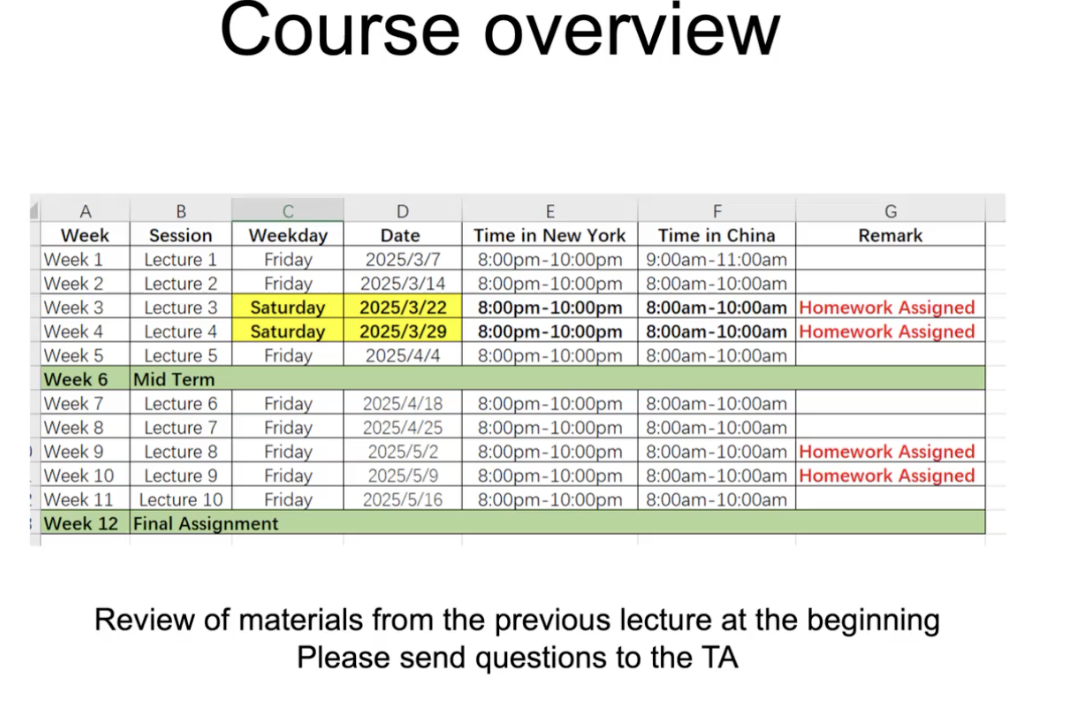 Course overview
A B C D E F G
Week Session Weekday Date Time in New York Time in China Remark
Week 1 Lecture 1 Friday 2025/3/7 8:00pm-10:00pm 9:00am-11:00am
Week 2 Lecture 2 Friday 2025/3/14 8:00pm-10:00pm 8:00am-10:00am
Week 3 Lecture 3 Saturday 2025/3/22 8:00pm-10:00pm 8:00am-10:00am Homework Assigned
Week 4 Lecture 4 Saturday 2025/3/29 8:00pm-10:00pm 8:00am-10:00am Homework Assigned
Week 5 Lecture 5 Friday 2025/4/4 8:00pm-10:00pm 8:00am-10:00am
Week 6 Mid Term
Week 7 Lecture 6 Friday 2025/4/18 8:00pm-10:00pm 8:00am-10:00am
Week 8 Lecture 7 Friday 2025/4/25 8:00pm-10:00pm 8:00am-10:00am
Week 9 Lecture 8 Friday 2025/5/2 8:00pm-10:00pm 8:00am-10:00am Homework Assigned
Week 10 Lecture 9 Friday 2025/5/9 8:00pm-10:00pm 8:00am-10:00am Homework Assigned
Week 11 Lecture 10 Friday 2025/5/16 8:00pm-10:00pm 8:00am-10:00am
Week 12 Final Assignment
Review of materials from the previous lecture at the beginning
Please send questions to the TA